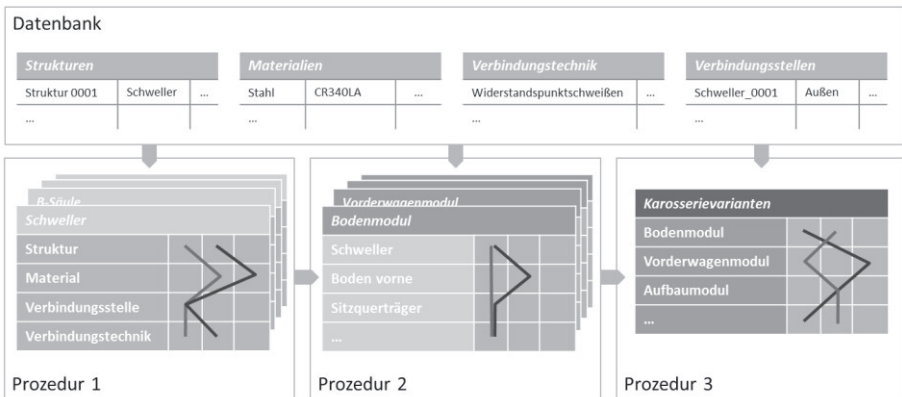 Datenbank
Strukturen Materialien Verbindungstechnik Verbindungsstellen
Struktur 0001 Schweller ... Stahl CR340LA ... Widerstandspunktschweißen ... Schweller_0001 Außen ...
... ... ... ...
B-Säule
Schweller
Struktur
Material
Verbindungsstelle
Verbindungstechnik
Prozedur 1
Vorderwagenmodul
Bodenmodul
Schweller
Boden vorne
Sitzquerträger
...
Prozedur 2
Karosserievarianten
Bodenmodul
Vorderwagenmodul
Aufbaumodul
...
Prozedur 3